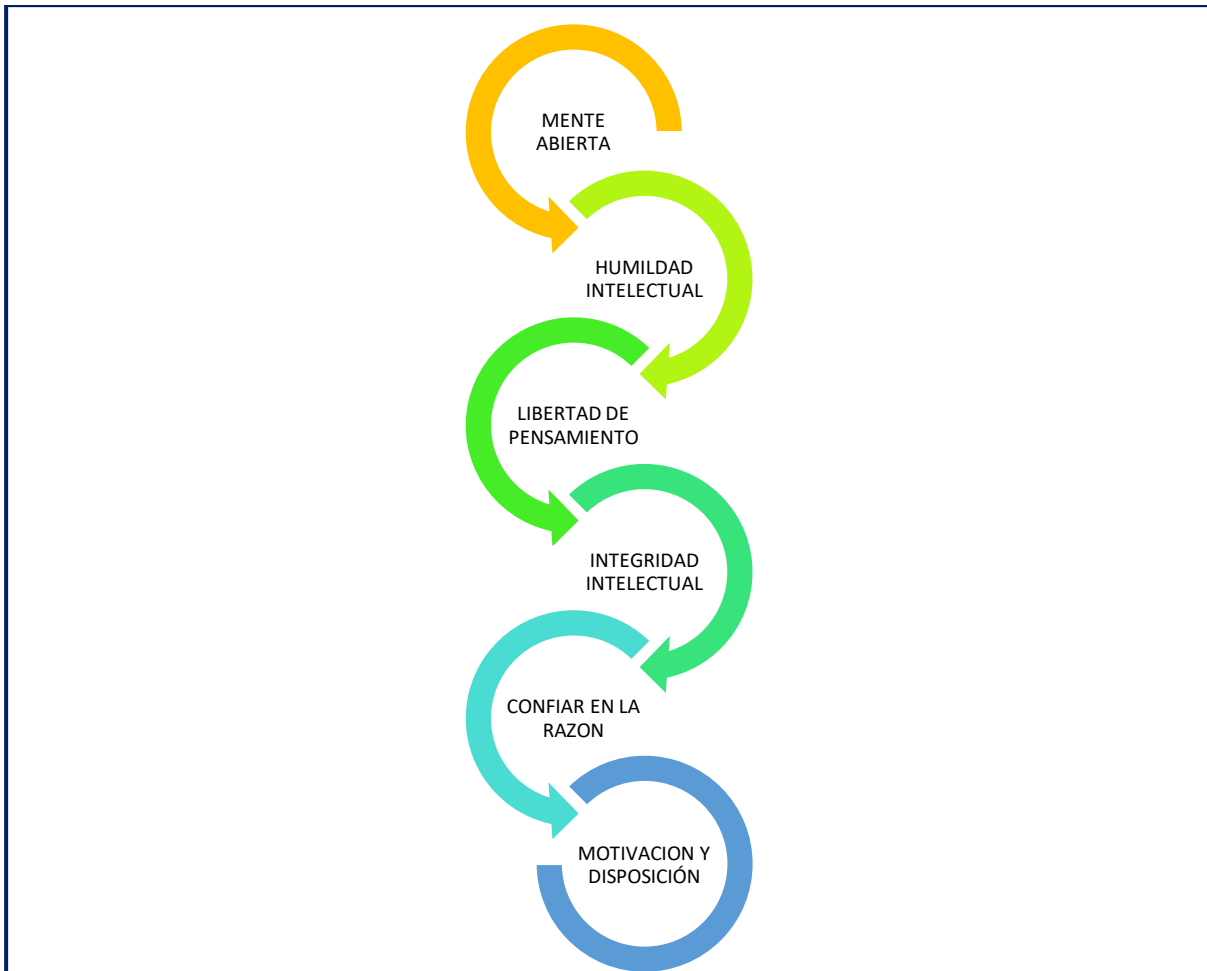 MENTE
ABIERTA
HUMILDAD
INTELECTUAL
LIBERTAD DE
PENSAMIENTO
INTEGRIDAD
INTELECTUAL
CONFIAR EN LA
RAZON
MOTIVACION Y
DISPOSICIÓN